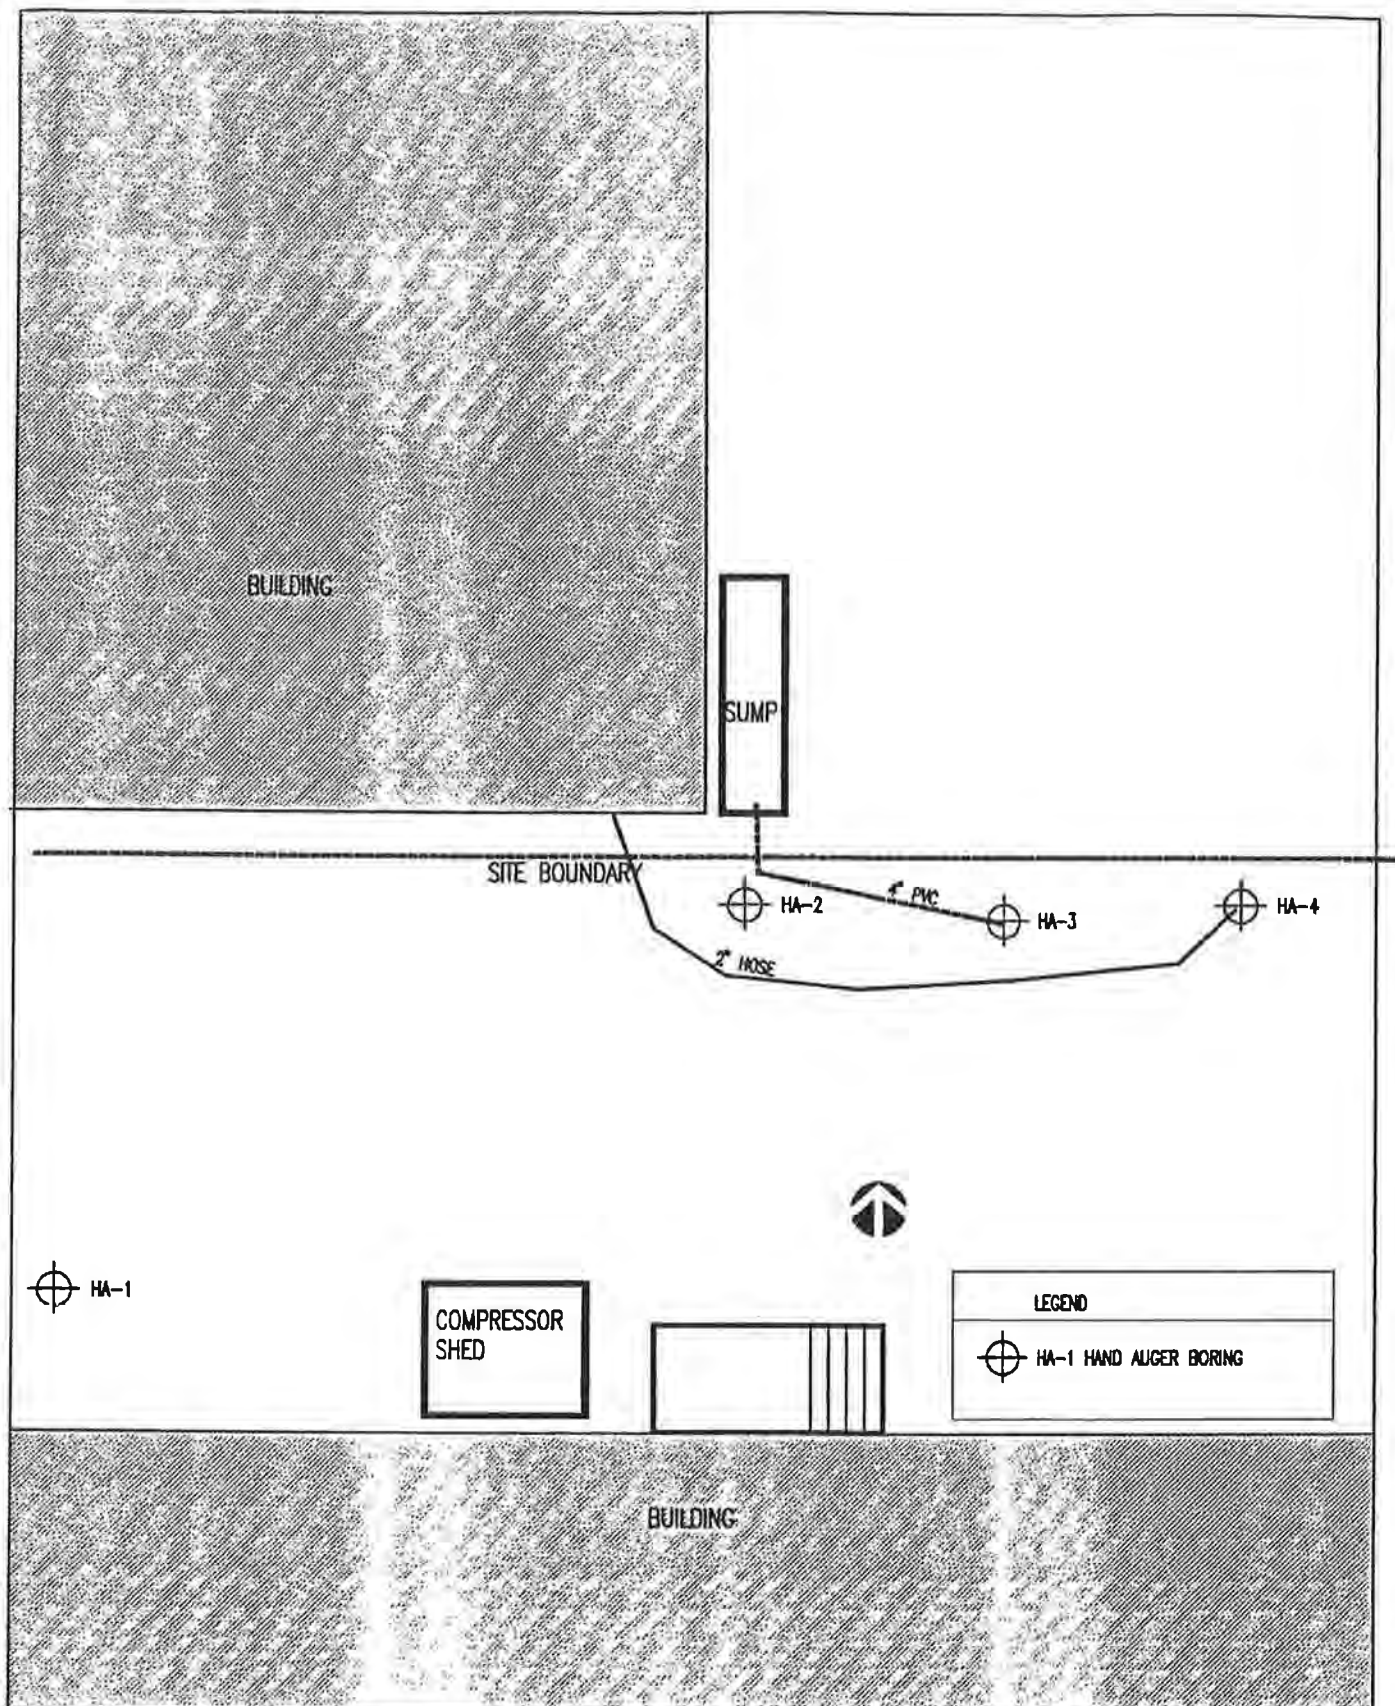 BUILDING
SUMP
SITE BOUNDARY
HA-2
4" PVC
HA-3
HA-4
2" HOSE
HA-1
COMPRESSOR
SHED
LEGEND
HA-1 HAND AUGER BORING
BUILDING